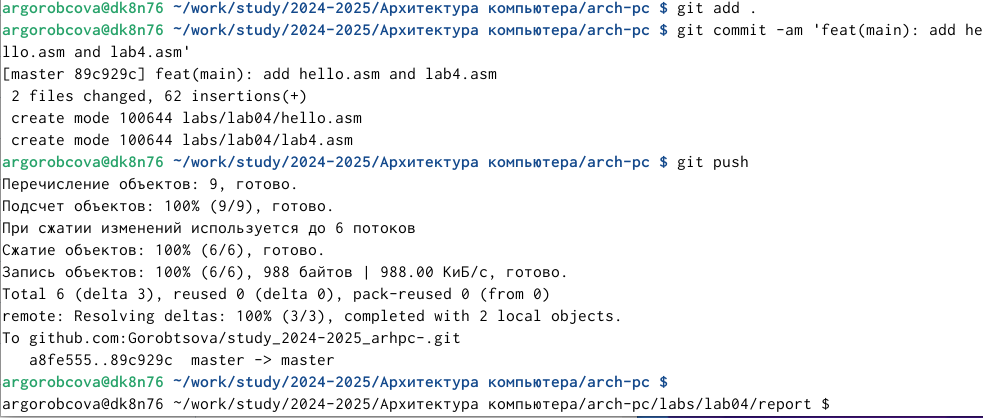 argorobcova@dk8n76 ~/work/study/2024-2025/Архитектура компьютера/arch-pc $ git add .
argorobcova@dk8n76 ~/work/study/2024-2025/Архитектура компьютера/arch-pc $ git commit -am 'feat(main): add he
llo.asm and lab4.asm'
[master 89c929c] feat(main): add hello.asm and lab4.asm
 2 files changed, 62 insertions(+)
 create mode 100644 labs/lab04/hello.asm
 create mode 100644 labs/lab04/lab4.asm
argorobcova@dk8n76 ~/work/study/2024-2025/Архитектура компьютера/arch-pc $ git push
Перечисление объектов: 9, готово.
Подсчет объектов: 100% (9/9), готово.
При сжатии изменений используется до 6 потоков
Сжатие объектов: 100% (6/6), готово.
Запись объектов: 100% (6/6), 988 байтов | 988.00 КиБ/с, готово.
Total 6 (delta 3), reused 0 (delta 0), pack-reused 0 (from 0)
remote: Resolving deltas: 100% (3/3), completed with 2 local objects.
To github.com:Gorobtsova/study_2024-2025_arhpc-.git
   a8fe555..89c929c  master -> master
argorobcova@dk8n76 ~/work/study/2024-2025/Архитектура компьютера/arch-pc $
argorobcova@dk8n76 ~/work/study/2024-2025/Архитектура компьютера/arch-pc/labs/lab04/report $